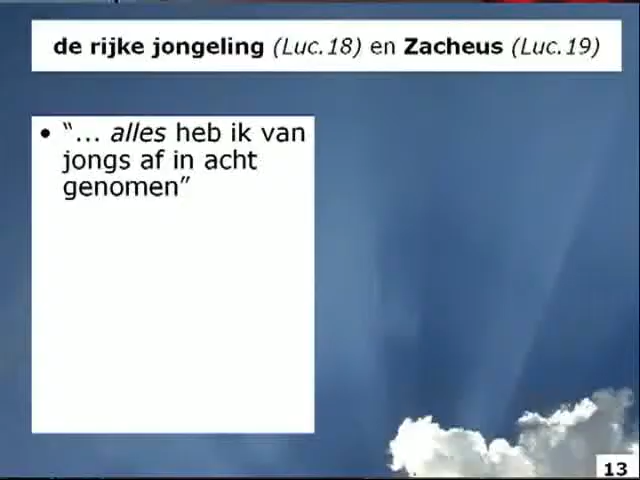 de rijke jongeling (Luc.18) en Zacheus (Luc.19)
• “... alles heb ik van
jongs af in acht
genomen”
13